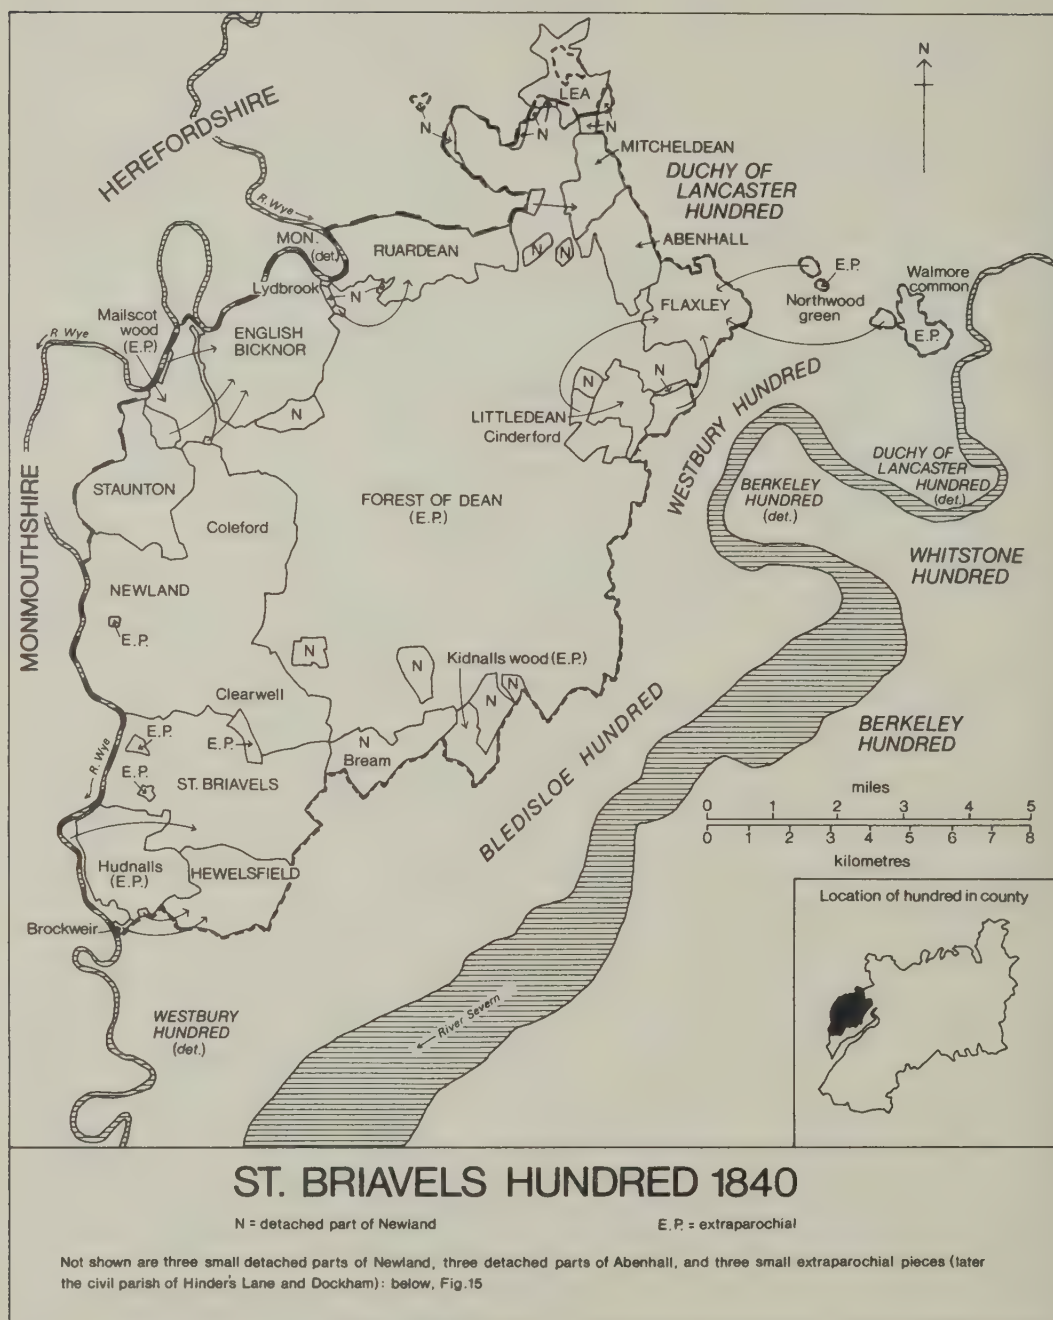 N
HEREFORDSHIRE
LEA
N
N
N
N
MITCHELDEAN
DUCHY OF
LANCASTER
HUNDRED
R. Wye
MON.
(det.)
RUARDEAN
N
N
ABENHALL
E.P.
Walmore
common
Lydbrook
N
FLAXLEY
Northwood
green
Mailscot
wood
(E.P.)
R. Wye
ENGLISH
BICKNOR
E.P.
N
N
N
LITTLEDEAN
Cinderford
WESTBURY HUNDRED
MONMOUTHSHIRE
STAUNTON
Coleford
FOREST OF DEAN
(E.P.)
BERKELEY
HUNDRED
(det.)
DUCHY OF
LANCASTER
HUNDRED
(det.)
WHITSTONE
HUNDRED
NEWLAND
E.P.
N
N
Kidnalls wood (E.P.)
N
N
Clearwell
E.P.
E.P.
N
Bream
R. Wye
E.P.
ST. BRIAVELS
BLEDISLOE HUNDRED
BERKELEY
HUNDRED
miles
0 1 2 3 4 5
0 1 2 3 4 5 6 7 8
kilometres
Hudnalls
(E.P.)
HEWELSFIELD
Brockweir
Location of hundred in county
WESTBURY
HUNDRED
(det.)
River Severn
ST. BRIAVELS HUNDRED 1840
N = detached part of Newland
E.P. = extraparochial
Not shown are three small detached parts of Newland, three detached parts of Abenhall, and three small extraparochial pieces (later
the civil parish of Hinder's Lane and Dockham): below, Fig.15